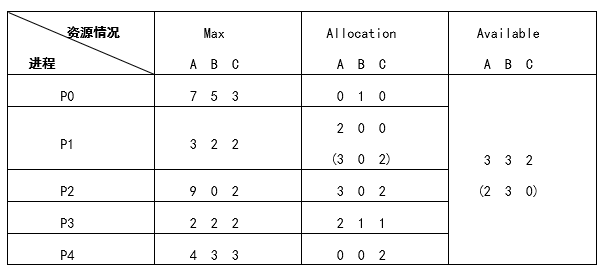 资源情况 Max Allocation Available
进程 A B C A B C A B C
P0 7 5 3 0 1 0
2 0 0
P1 3 2 2 3 3 2
(3 0 2)
P2 9 0 2 3 0 2 (2 3 0)
P3 2 2 2 2 1 1
P4 4 3 3 0 0 2